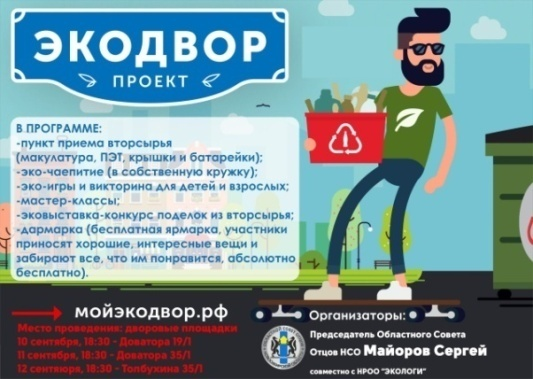 ЭКОДВОР
ПРОЕКТ
В ПРОГРАММЕ:
-пункт приема вторсырья
(макулатура, ПЭТ, крышки и батарейки);
-эко-чаепитие (в собственную кружку);
-эко-игры и викторина для детей и взрослых;
-мастер-классы;
-эковыставка-конкурс поделок из вторсырья;
-дармарка (бесплатная ярмарка, участники
приносят хорошие, интересные вещи и
забирают все, что им понравится, абсолютно
бесплатно).
мойэкодвор.рф
Место проведения: дворовые площадки
10 сентября, 18:30 - Доватора 19/1
11 сентября, 18:30 - Доватора 35/1
12 сентяюря, 18:30 - Толбухина 35/1
Организаторы:
Председатель Областного Совета
Отцов НСО Майоров Сергей
совместно с НРОО "ЭКОЛОГИ"